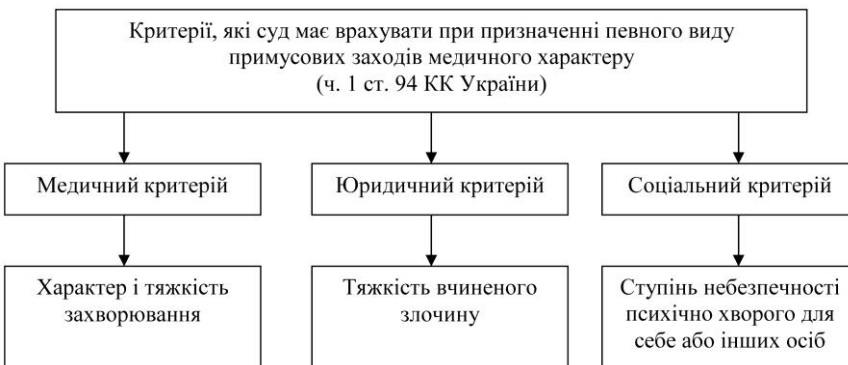 Критерії, які суд має врахувати при призначенні певного виду
примусових заходів медичного характеру
(ч. 1 ст. 94 КК України)
Медичний критерій
Юридичний критерій
Соціальний критерій
Характер і тяжкість
захворювання
Тяжкість вчиненого
злочину
Ступінь небезпечності
психічно хворого для
себе або інших осіб